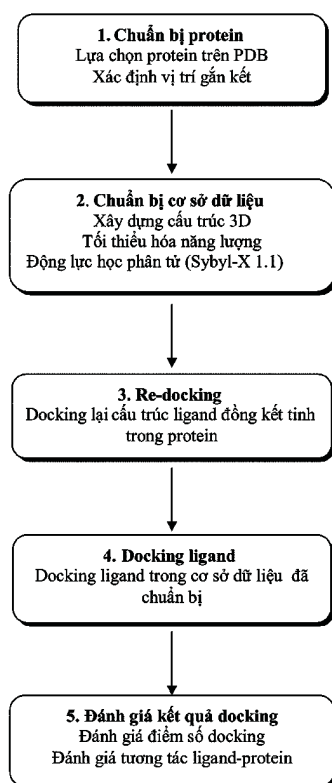 1. Chuẩn bị protein
Lựa chọn protein trên PDB
Xác định vị trí gắn kết
2. Chuẩn bị cơ sở dữ liệu
Xây dựng cấu trúc 3D
Tối thiểu hóa năng lượng
Động lực học phân tử (Sybyl-X 1.1)
3. Re-docking
Docking lại cấu trúc ligand đồng kết tinh
trong protein
4. Docking ligand
Docking ligand trong cơ sở dữ liệu đã
chuẩn bị
5. Đánh giá kết quả docking
Đánh giá điểm số docking
Đánh giá tương tác ligand-protein